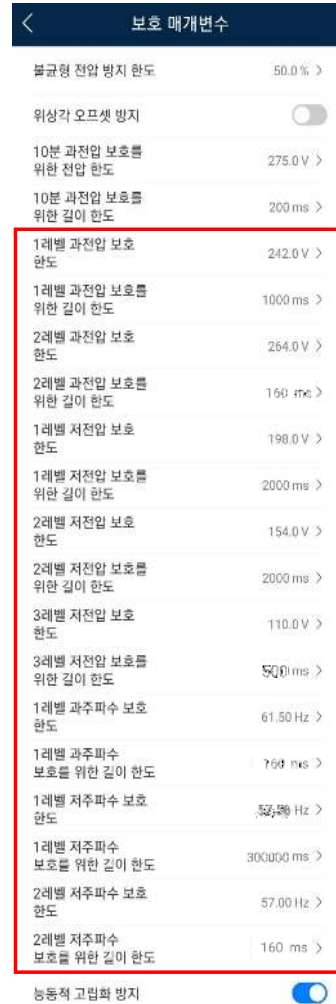 보호 매개변수
불균형 전압 방지 한도 50.0 %
위상각 오프셋 방지
10분 과전압 보호를
위한 전압 한도 275.0 V
10분 과전압 보호를
위한 길이 한도 200 ms
1레벨 과전압 보호
한도 242.0 V
1레벨 과전압 보호를
위한 길이 한도 1000 ms
2레벨 과전압 보호
한도 264.0 V
2레벨 과전압 보호를
위한 길이 한도 160 ms
1레벨 저전압 보호
한도 198.0 V
1레벨 저전압 보호를
위한 길이 한도 2000 ms
2레벨 저전압 보호
한도 154.0 V
2레벨 저전압 보호를
위한 길이 한도 2000 ms
3레벨 저전압 보호
한도 110.0 V
3레벨 저전압 보호를
위한 길이 한도 ms
1레벨 과주파수 보호
한도 61.50 Hz
1레벨 과주파수
보호를 위한 길이 한도 ms
1레벨 저주파수 보호
한도 Hz
1레벨 저주파수
보호를 위한 길이 한도 300000 ms
2레벨 저주파수 보호
한도 57.00 Hz
2레벨 저주파수
보호를 위한 길이 한도 160 ms
능동적 고립화 방지